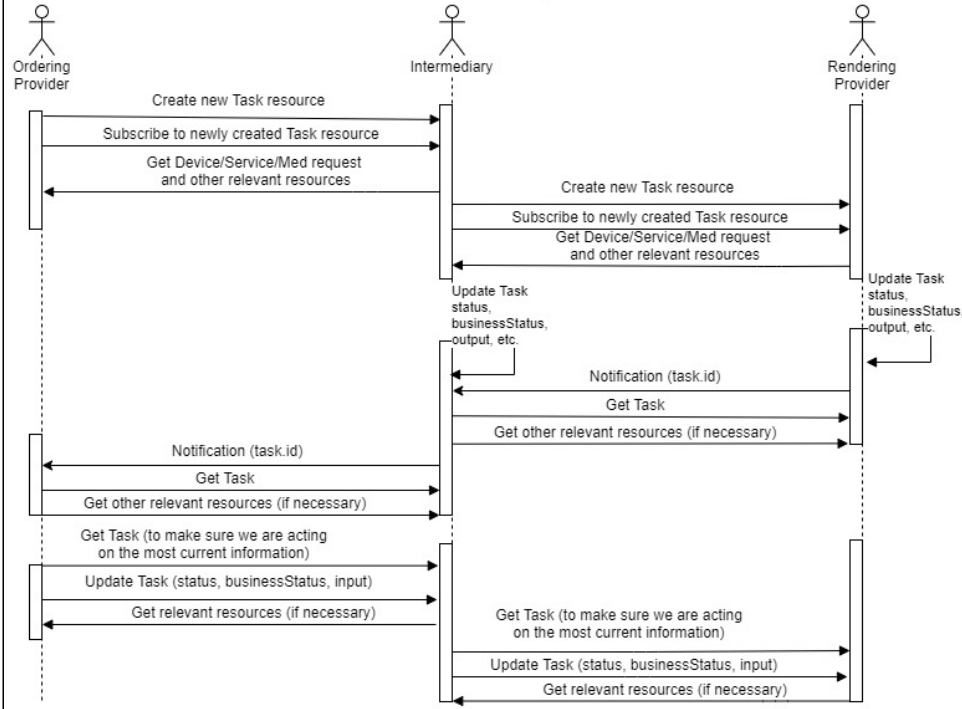 Ordering
Provider
Intermediary
Rendering
Provider
Create new Task resource
Subscribe to newly created Task resource
Get Device/Service/Med request
and other relevant resources
Create new Task resource
Subscribe to newly created Task resource
Get Device/Service/Med request
and other relevant resources
Update Task
status,
businessStatus,
output, etc.
Update Task
status,
businessStatus,
output, etc.
Notification (task.id)
Get Task
Get other relevant resources (if necessary)
Notification (task.id)
Get Task
Get other relevant resources (if necessary)
Get Task (to make sure we are acting
on the most current information)
Update Task (status, businessStatus, input)
Get relevant resources (if necessary)
Get Task (to make sure we are acting
on the most current information)
Update Task (status, businessStatus, input)
Get relevant resources (if necessary)